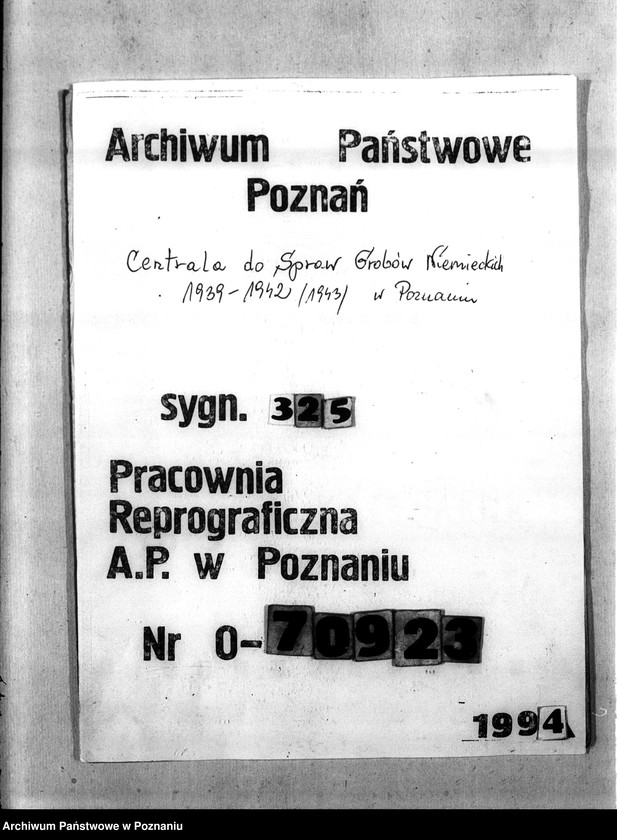 Archiwum Państwowe
Poznań
Centrala do Spraw Grobów Niemieckich
1939-1942 /1943/ w Poznaniu
sygn. 325
Pracownia
Reprograficzna
A.P. w Poznaniu
Nr 0-70923
1994
Archiwum Państwowe w Poznaniu